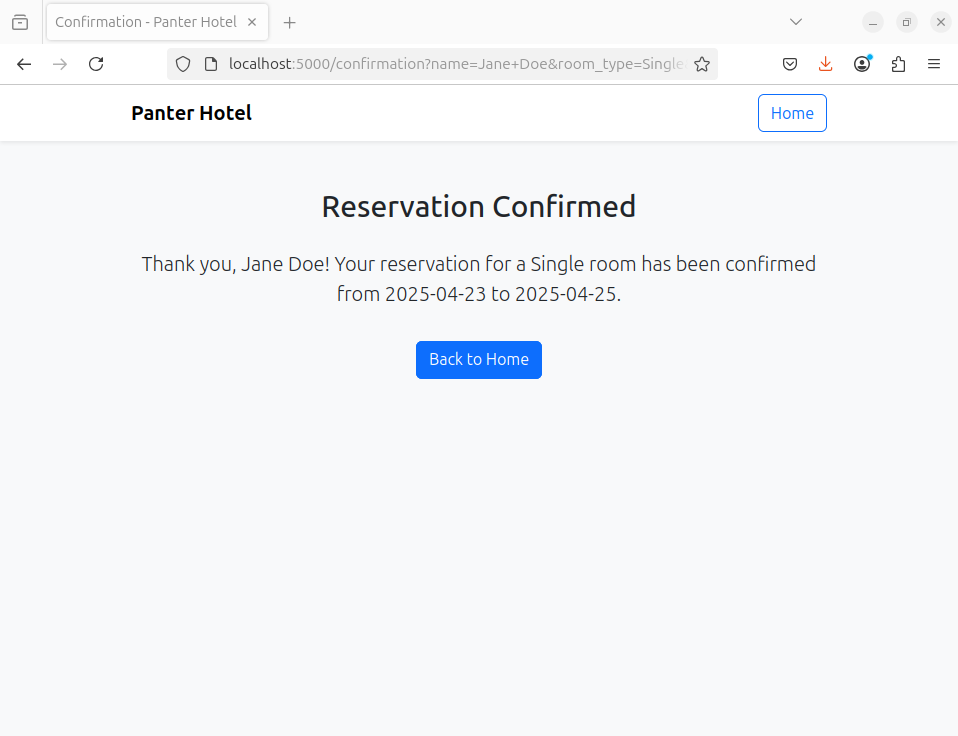 Confirmation - Panter Hotel
localhost:5000/confirmation?name=Jane+Doe&room_type=Single
Panter Hotel
Home
Reservation Confirmed
Thank you, Jane Doe! Your reservation for a Single room has been confirmed
from 2025-04-23 to 2025-04-25.
Back to Home